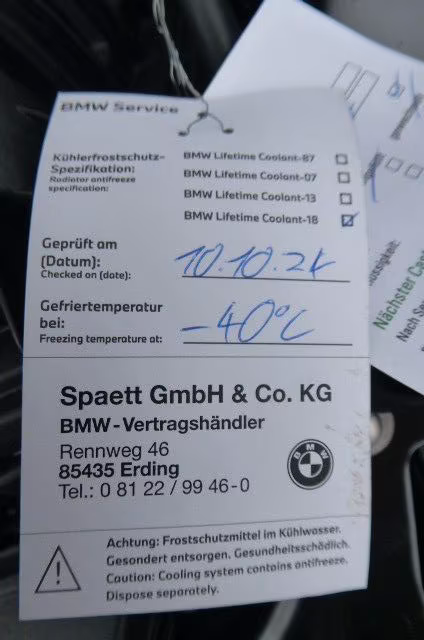 BMW Service
Kühlerfrostschutz-
Spezifikation:
Radiator antifreeze
specification:
BMW Lifetime Coolant-87
BMW Lifetime Coolant-07
BMW Lifetime Coolant-13
BMW Lifetime Coolant-18
Geprüft am
(Datum):
Checked on (date):
10.10.24
Gefriertemperatur
bei:
Freezing temperature at:
-40°C
Spaett GmbH & Co. KG
BMW-Vertragshändler
Rennweg 46
85435 Erding
Tel.: 0 81 22 / 99 46-0
BMW
Achtung: Frostschutzmittel im Kühlwasser.
Gesondert entsorgen. Gesundheitsschädlich.
Caution: Cooling system contains antifreeze.
Dispose separately.
!
Nächster
Nach